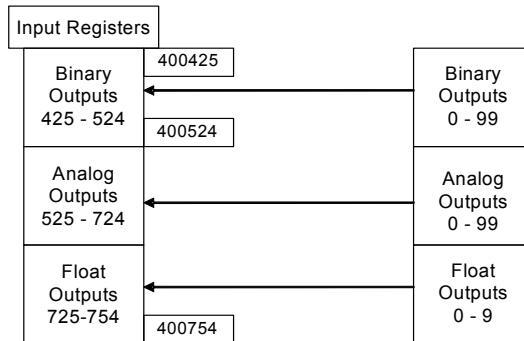 Input Registers
400425
Binary
Outputs
425 - 524
400524
Analog
Outputs
525 - 724
Float
Outputs
725-754
400754
Binary
Outputs
0 - 99
Analog
Outputs
0 - 99
Float
Outputs
0 - 9